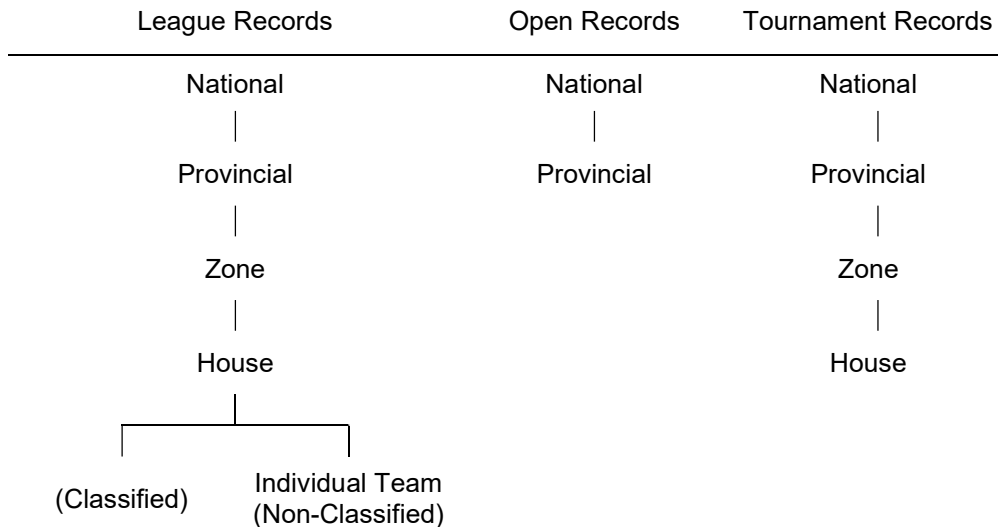 League Records Open Records Tournament Records
National National National
Provincial Provincial Provincial
Zone Zone
House House
(Classified) Individual Team
(Non-Classified)